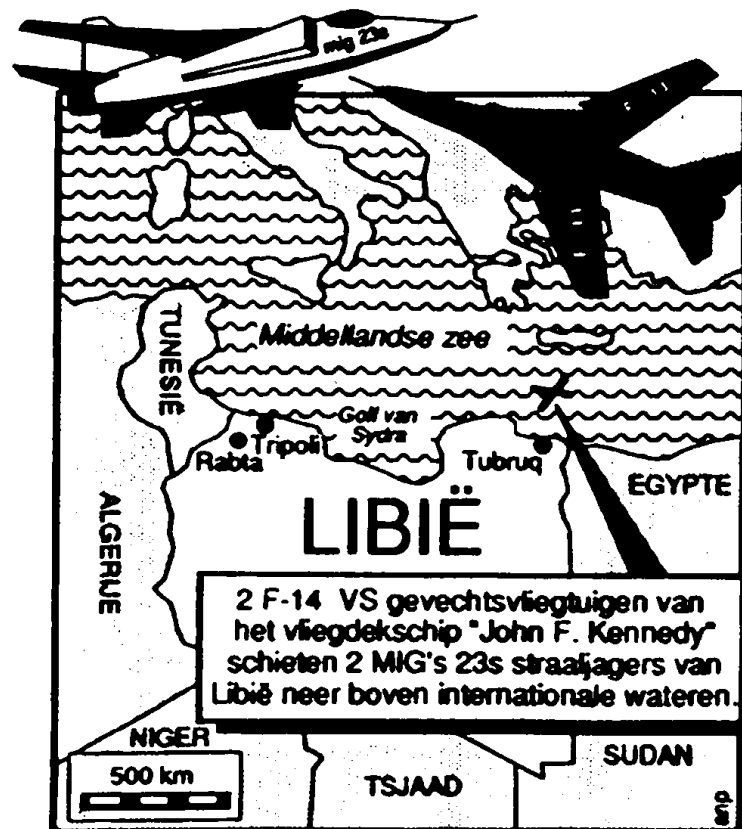 mig 23s
Middellandse zee
TUNESIË
Golf van
Sydra
Tripoli
Rabta
Tubruq
EGYPTE
ALGERIJE
LIBIË
2 F-14 VS gevechtsvliegtuigen van
het vliegdekschip "John F. Kennedy"
schieten 2 MIG's 23s straaljagers van
Libië neer boven internationale wateren.
NIGER
500 km
TSJAAD
SUDAN